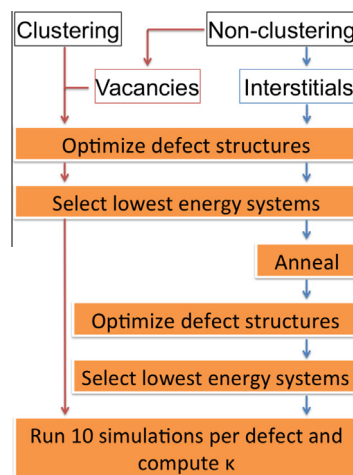 Clustering
Non-clustering
Vacancies
Interstitials
Optimize defect structures
Select lowest energy systems
Anneal
Optimize defect structures
Select lowest energy systems
Run 10 simulations per defect and
compute κ